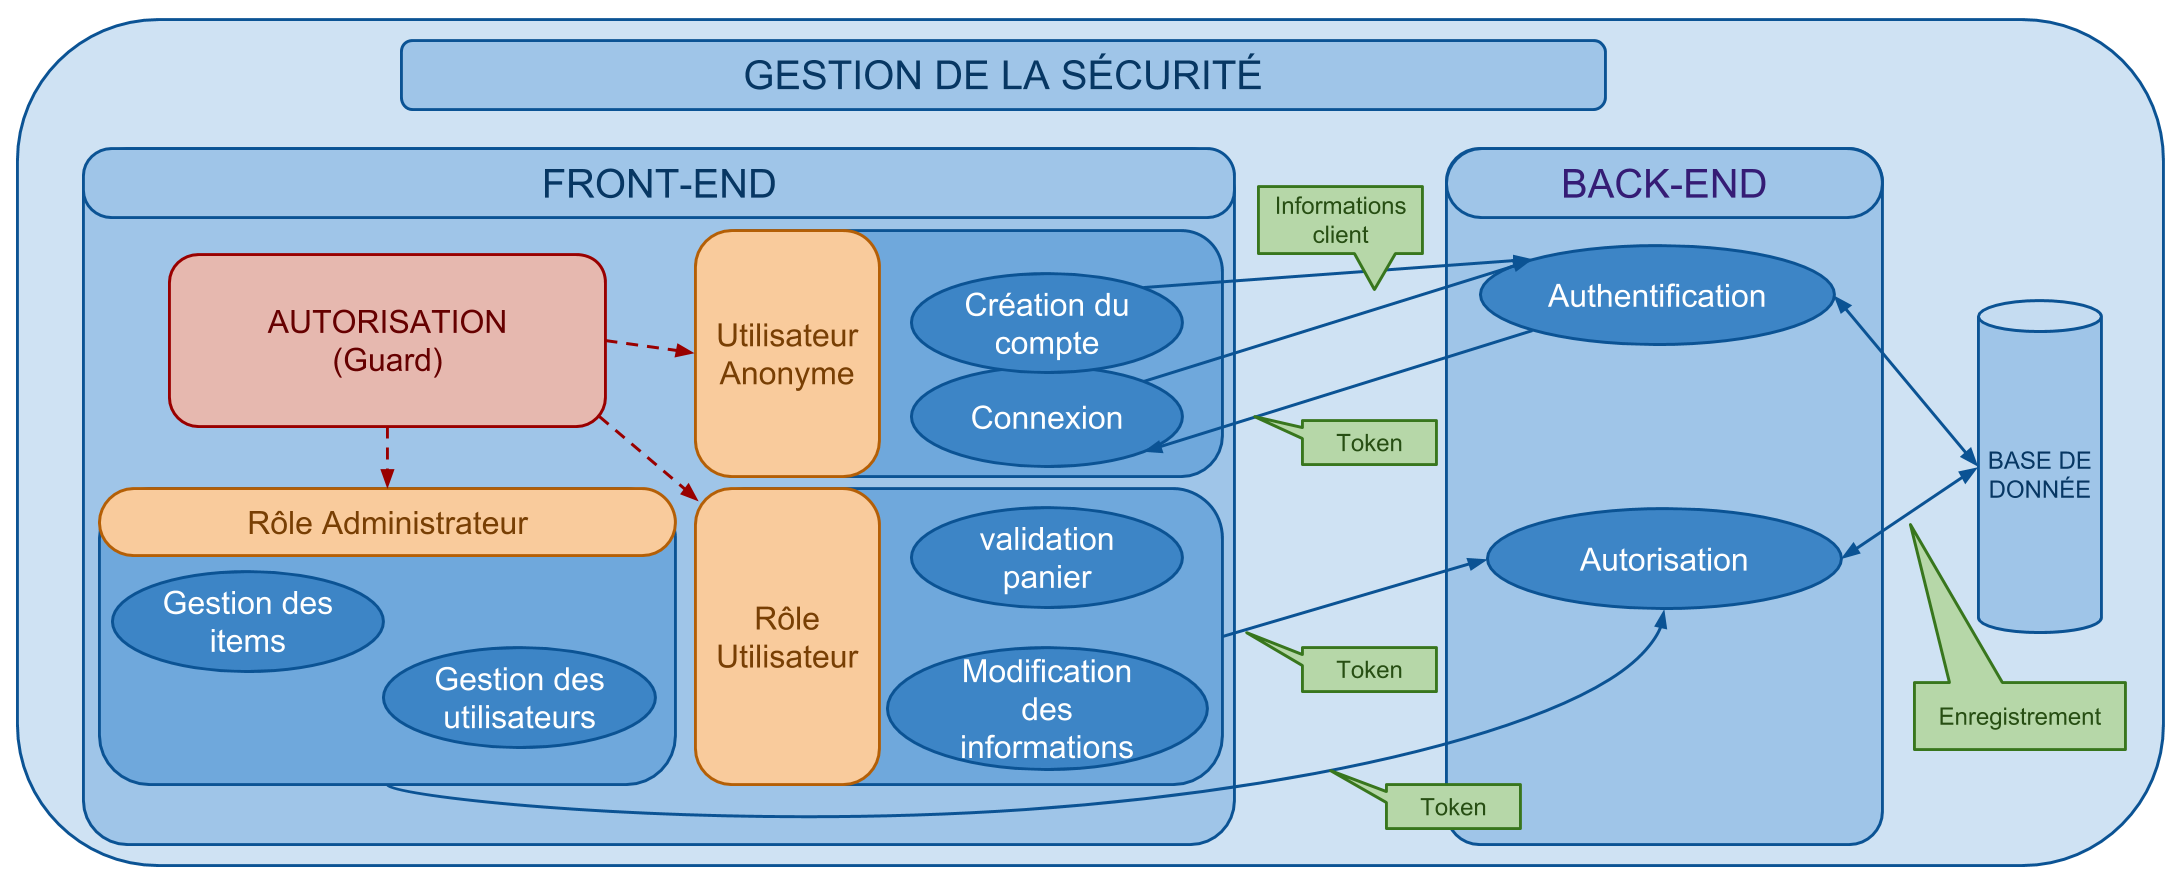 GESTION DE LA SÉCURITÉ
FRONT-END
BACK-END
Informations
client
AUTORISATION
(Guard)
Utilisateur
Anonyme
Création du
compte
Connexion
Authentification
Token
BASE DE
DONNÉE
Rôle Administrateur
Gestion des
items
Gestion des
utilisateurs
Rôle
Utilisateur
validation
panier
Modification
des
informations
Autorisation
Token
Enregistrement
Token